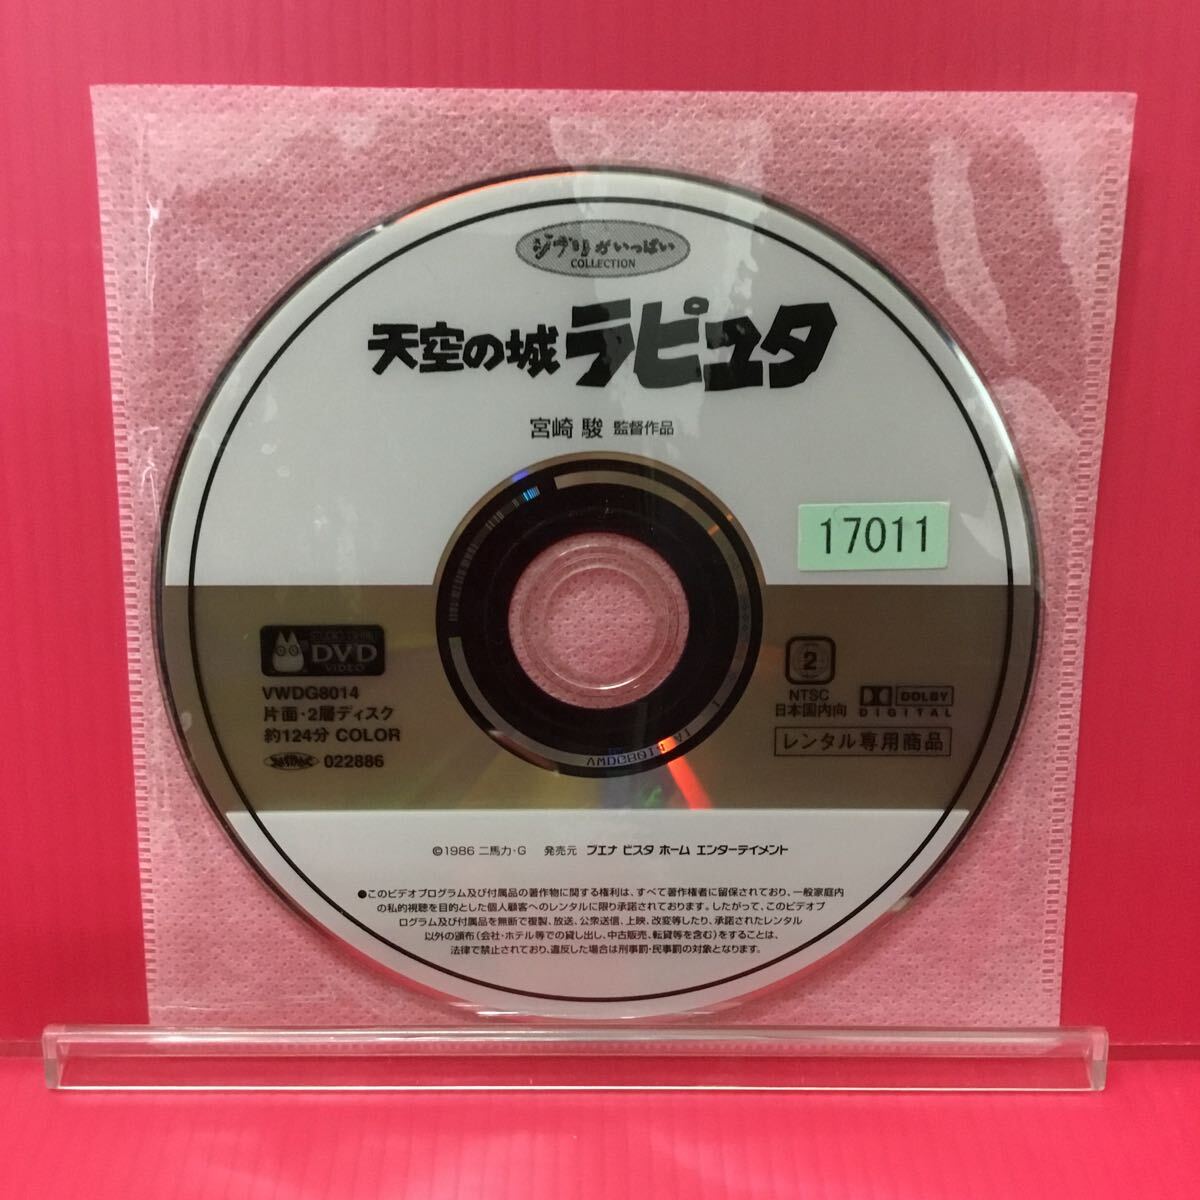 ジブリがいっぱい
COLLECTION
天空の城ラピュタ
宮崎 駿 監督作品
17011
DVD
VIDEO
VWDG8014
片面・2層ディスク
約124分 COLOR
022886
2
NTSC
日本国内向
DOLBY
DIGITAL
レンタル専用商品
©1986 二馬力・G 発売元 ブエナ ビスタ ホーム エンターテイメント
●このビデオプログラム及び付属品の著作物に関する権利は、すべて著作権者に留保されており、一般家庭内
の私的視聴を目的とした個人顧客へのレンタルに限り承諾されております。したがって、このビデオプ
ログラム及び付属品を無断で複製、放送、公衆送信、上映、改変等したり、承諾されたレンタル
以外の頒布(会社・ホテル等での貸し出し、中古販売、転貸等を含む)をすることは、
法律で禁止されており、違反した場合は刑事罰・民事罰の対象となります。